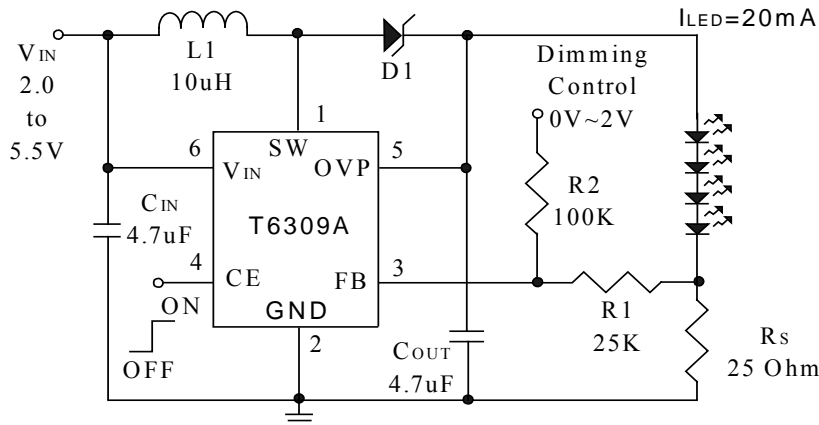 ILED=20mA
VIN
2.0
to
5.5V
L1
10uH
D1
Dimming
Control
0V~2V
1
SW
6
VIN
OVP
5
R2
100K
CIN
4.7uF
T6309A
4
CE
FB
3
ON
OFF
GND
2
R1
25K
COUT
4.7uF
RS
25 Ohm